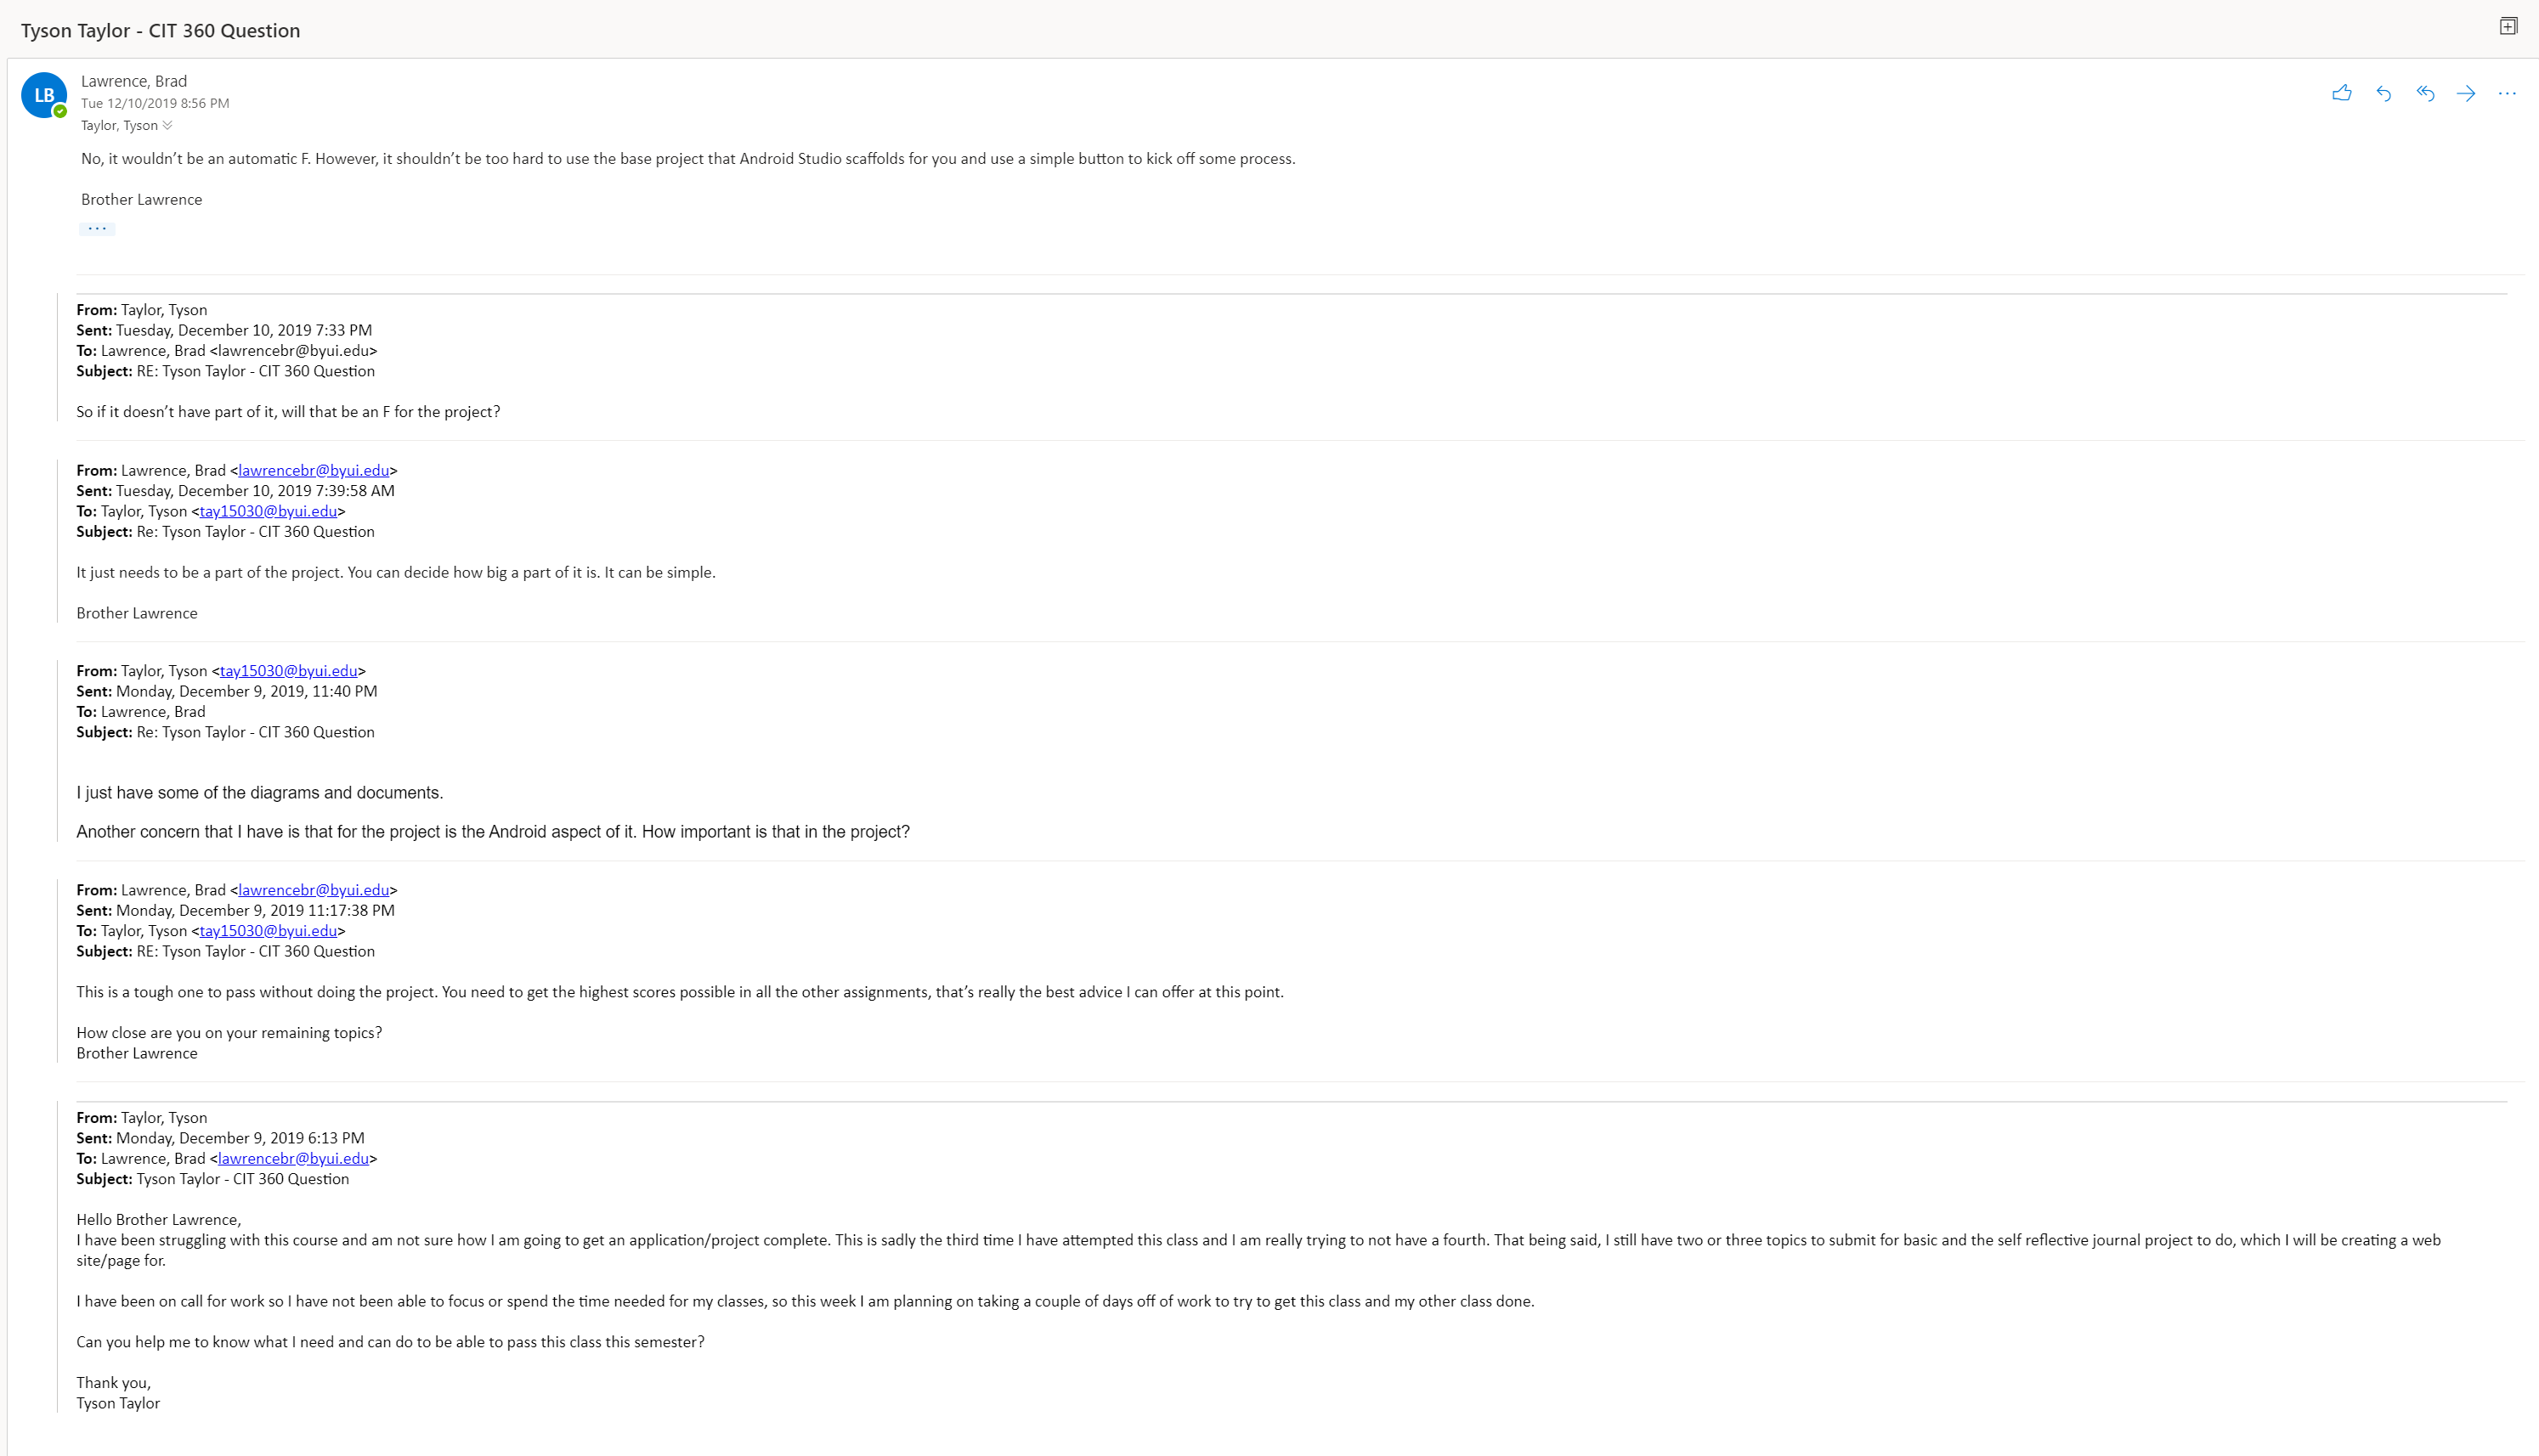 Tyson Taylor - CIT 360 Question
LB
Lawrence, Brad
Tue 12/10/2019 8:56 PM
Taylor, Tyson
No, it wouldn’t be an automatic F. However, it shouldn’t be too hard to use the base project that Android Studio scaffolds for you and use a simple button to kick off some process.
Brother Lawrence
...
From: Taylor, Tyson
Sent: Tuesday, December 10, 2019 7:33 PM
To: Lawrence, Brad <lawrencebr@byui.edu>
Subject: RE: Tyson Taylor - CIT 360 Question
So if it doesn’t have part of it, will that be an F for the project?
From: Lawrence, Brad <lawrencebr@byui.edu>
Sent: Tuesday, December 10, 2019 7:39:58 AM
To: Taylor, Tyson <tay15030@byui.edu>
Subject: Re: Tyson Taylor - CIT 360 Question
It just needs to be a part of the project. You can decide how big a part of it is. It can be simple.
Brother Lawrence
From: Taylor, Tyson <tay15030@byui.edu>
Sent: Monday, December 9, 2019, 11:40 PM
To: Lawrence, Brad
Subject: Re: Tyson Taylor - CIT 360 Question
I just have some of the diagrams and documents.
Another concern that I have is that for the project is the Android aspect of it. How important is that in the project?
From: Lawrence, Brad <lawrencebr@byui.edu>
Sent: Monday, December 9, 2019 11:17:38 PM
To: Taylor, Tyson <tay15030@byui.edu>
Subject: RE: Tyson Taylor - CIT 360 Question
This is a tough one to pass without doing the project. You need to get the highest scores possible in all the other assignments, that’s really the best advice I can offer at this point.
How close are you on your remaining topics?
Brother Lawrence
From: Taylor, Tyson
Sent: Monday, December 9, 2019 6:13 PM
To: Lawrence, Brad <lawrencebr@byui.edu>
Subject: Tyson Taylor - CIT 360 Question
Hello Brother Lawrence,
I have been struggling with this course and am not sure how I am going to get an application/project complete. This is sadly the third time I have attempted this class and I am really trying to not have a fourth. That being said, I still have two or three topics to submit for basic and the self reflective journal project to do, which I will be creating a web
site/page for.
I have been on call for work so I have not been able to focus or spend the time needed for my classes, so this week I am planning on taking a couple of days off of work to try to get this class and my other class done.
Can you help me to know what I need and can do to be able to pass this class this semester?
Thank you,
Tyson Taylor